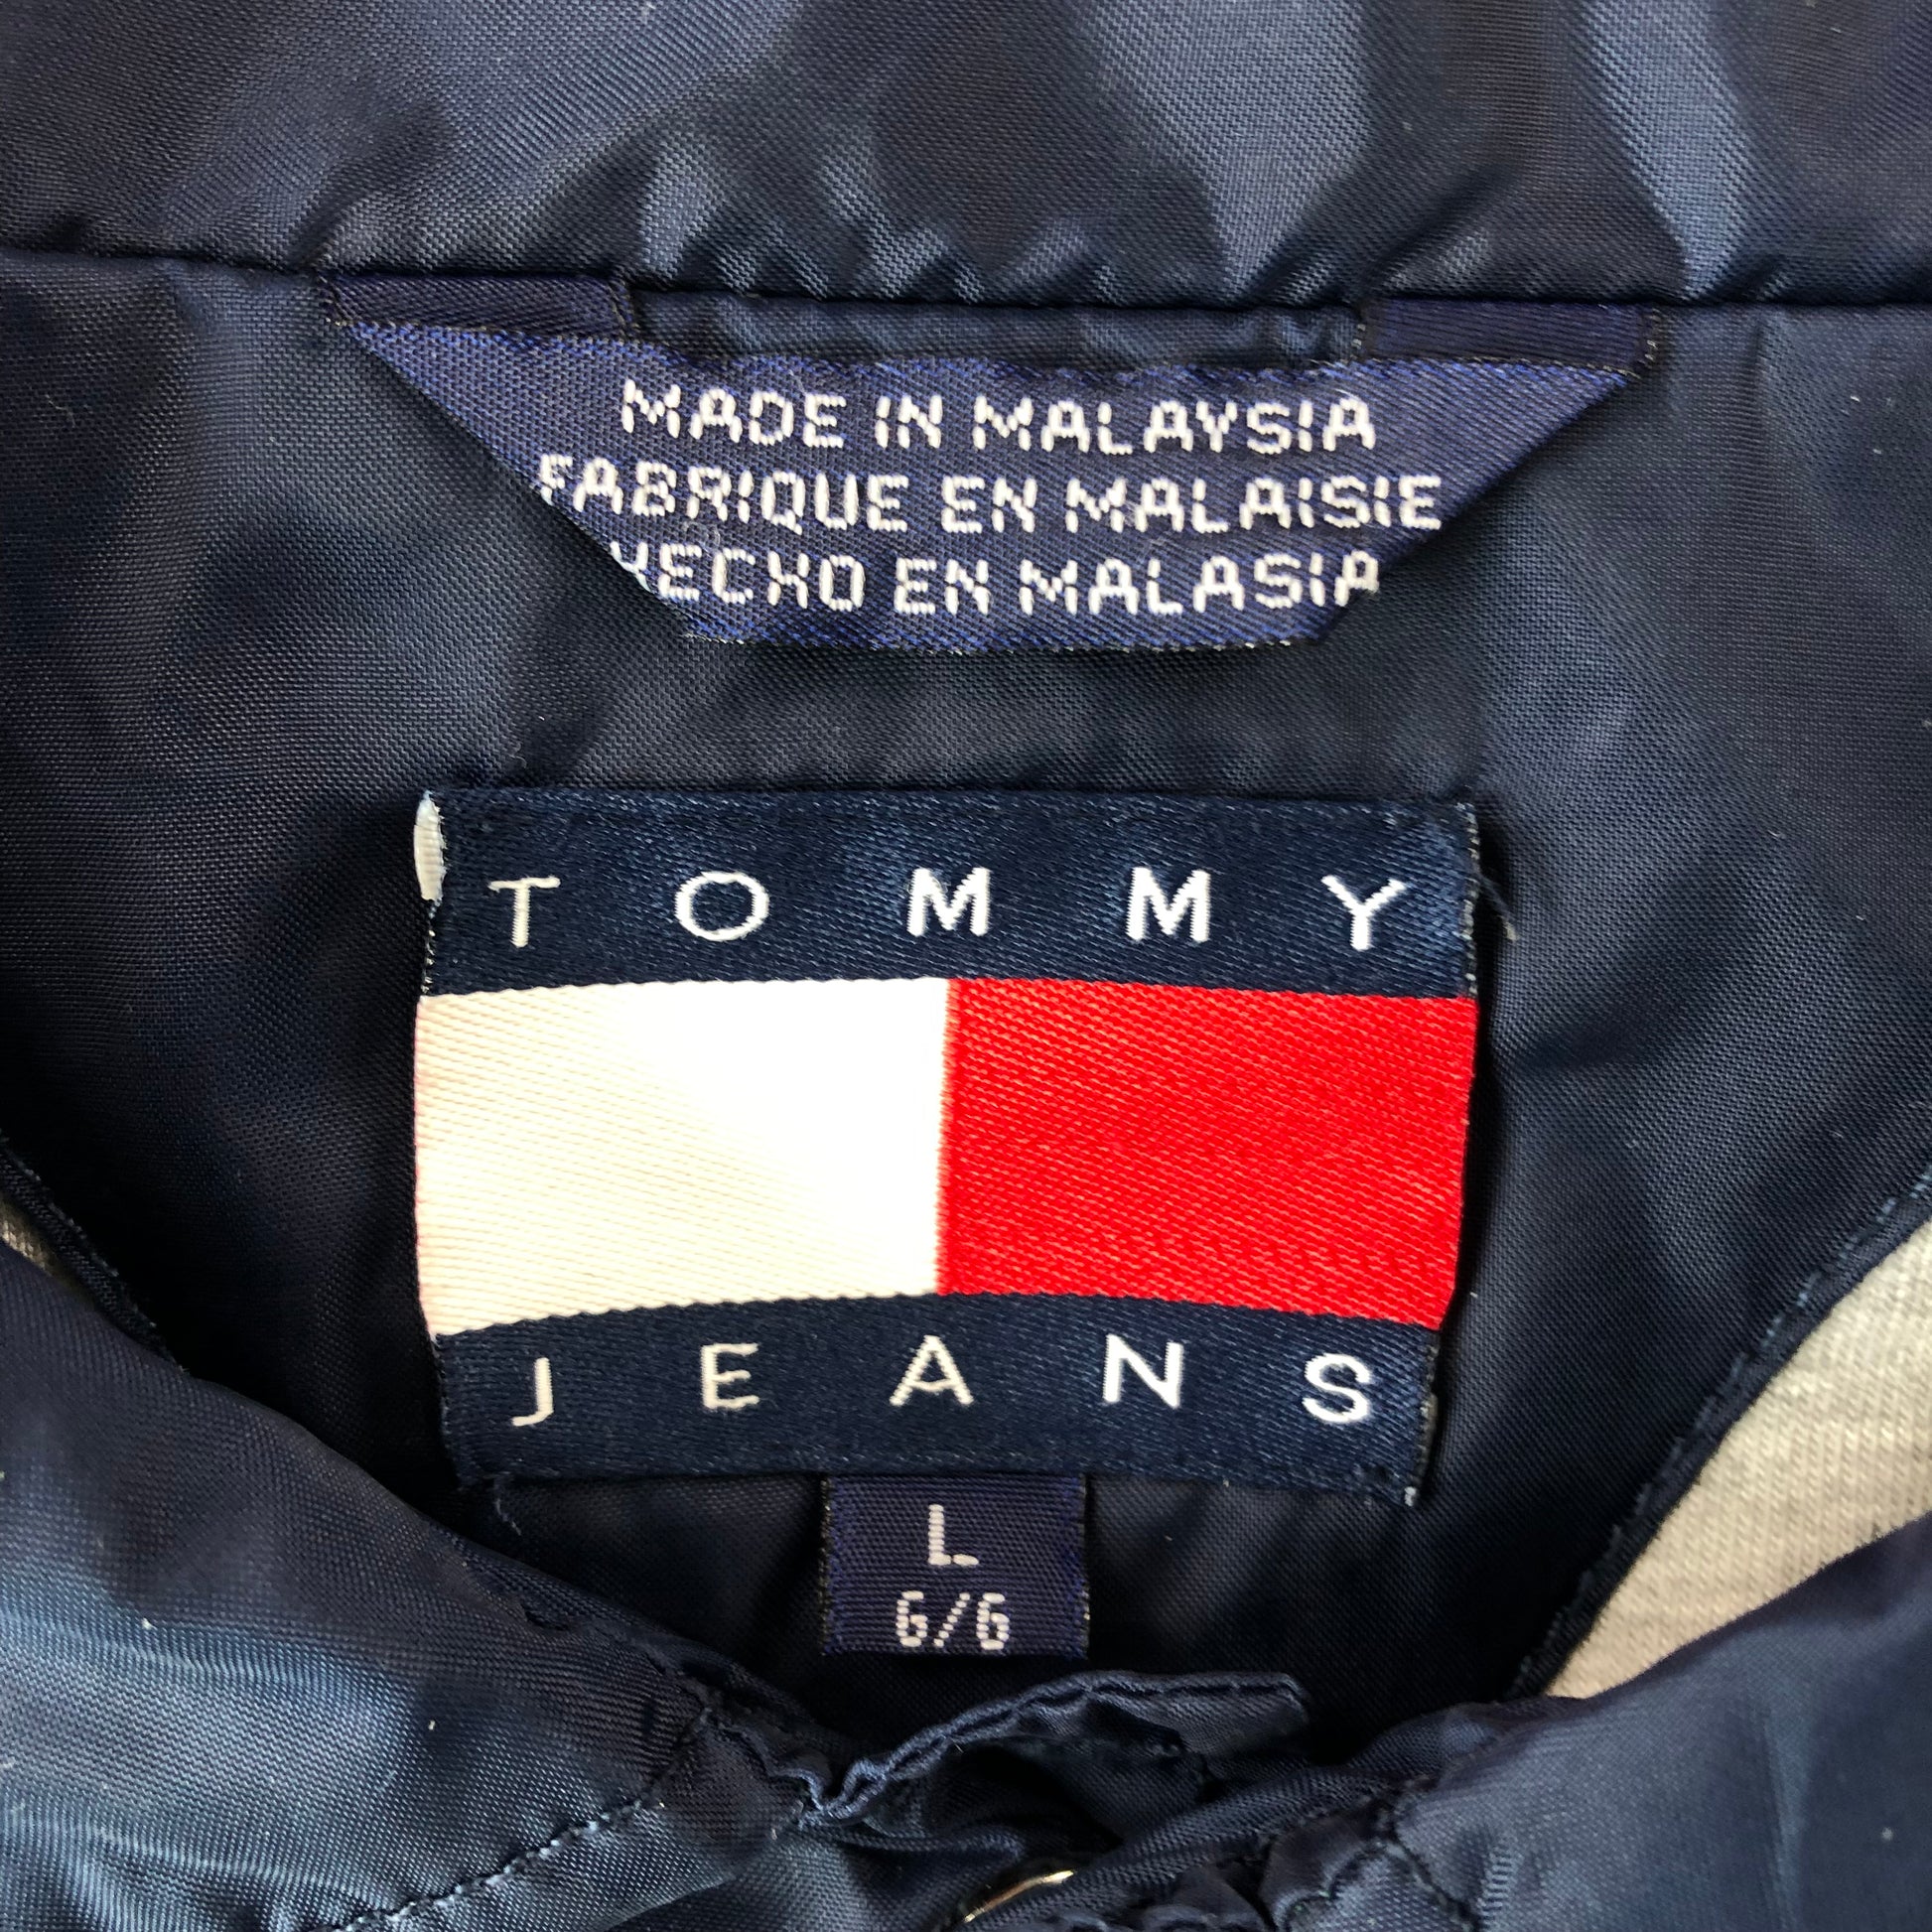 MADE IN MALAYSIA
FABRIQUE EN MALAISIE
HECHO EN MALASIA
TOMMY
JEANS
L
6/6